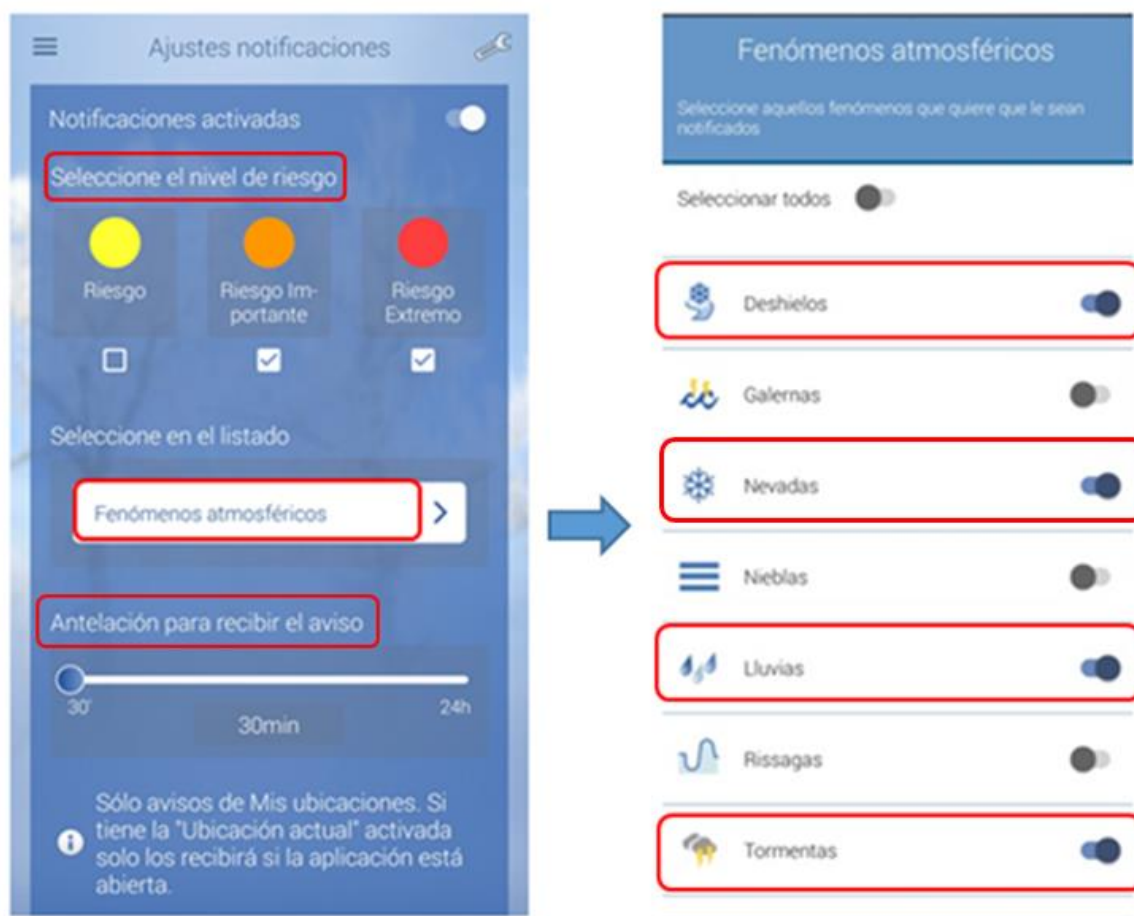 Ajustes notificaciones
Notificaciones activadas
Seleccione el nivel de riesgo
Riesgo
Riesgo Im-
portante
Riesgo
Extremo
Seleccione en el listado
Fenómenos atmosféricos
Antelación para recibir el aviso
30'
24h
30min
Sólo avisos de Mis ubicaciones. Si
tiene la "Ubicación actual" activada
solo los recibirá si la aplicación está
abierta.
Fenómenos atmosféricos
Seleccione aquellos fenómenos que quiere que le sean
notificados
Seleccionar todos
Deshielos
Galernas
Nevadas
Nieblas
Lluvias
Rissagas
Tormentas